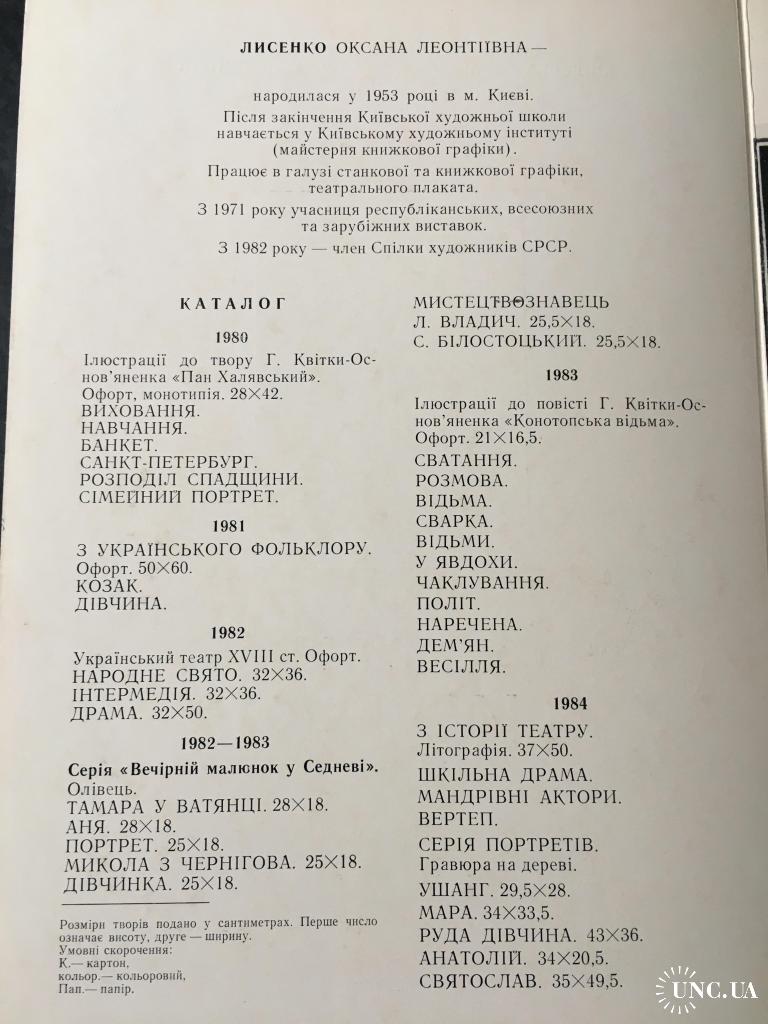 ЛИСЕНКО ОКСАНА ЛЕОНТІЇВНА —
народилася у 1953 році в м. Києві.
Після закінчення Київської художньої школи
навчається у Київському художньому інституті
(майстерня книжкової графіки).
Працює в галузі станкової та книжкової графіки,
театрального плаката.
З 1971 року учасниця республіканських, всесоюзних
та зарубіжних виставок.
З 1982 року — член Спілки художників СРСР.
КАТАЛОГ
1980
Ілюстрації до твору Г. Квітки-Ос-
нов'яненка «Пан Халявський».
Офорт, монотипія. 28×42.
ВИХОВАННЯ.
НАВЧАННЯ.
БАНКЕТ.
САНКТ-ПЕТЕРБУРГ.
РОЗПОДІЛ СПАДЩИНИ.
СІМЕЙНИЙ ПОРТРЕТ.
1981
З УКРАЇНСЬКОГО ФОЛЬКЛОРУ.
Офорт. 50×60.
КОЗАК.
ДІВЧИНА.
1982
Український театр XVIII ст. Офорт.
НАРОДНЕ СВЯТО. 32×36.
ІНТЕРМЕДІЯ. 32×36.
ДРАМА. 32×50.
1982—1983
Серія «Вечірній малюнок у Седневі».
Олівець.
ТАМАРА У ВАТЯНЦІ. 28×18.
АНЯ. 28×18.
ПОРТРЕТ. 25×18.
МИКОЛА З ЧЕРНІГОВА. 25×18.
ДІВЧИНКА. 25×18.
Розміри творів подано у сантиметрах. Перше число
означає висоту, друге — ширину.
Умовні скорочення:
К.— картон,
кольор.— кольоровий,
Пап.— папір.
МИСТЕЦТВОЗНАВЕЦЬ
Л. ВЛАДИЧ. 25,5×18.
С. БІЛОСТОЦЬКИЙ. 25,5×18.
1983
Ілюстрації до повісті Г. Квітки-Ос-
нов'яненка «Конотопська відьма».
Офорт. 21×16,5.
СВАТАННЯ.
РОЗМОВА.
ВІДЬМА.
СВАРКА.
ВІДЬМИ.
У ЯВДОХИ.
ЧАКЛУВАННЯ.
ПОЛІТ.
НАРЕЧЕНА.
ДЕМ'ЯН.
ВЕСІЛЛЯ.
1984
З ІСТОРІЇ ТЕАТРУ.
Літографія. 37×50.
ШКІЛЬНА ДРАМА.
МАНДРІВНІ АКТОРИ.
ВЕРТЕП.
СЕРІЯ ПОРТРЕТІВ.
Гравюра на дереві.
УШАНГ. 29,5×28.
МАРА. 34×33,5.
РУДА ДІВЧИНА. 43×36.
АНАТОЛІЙ. 34×20,5.
СВЯТОСЛАВ. 35×49,5.
UNC.UA